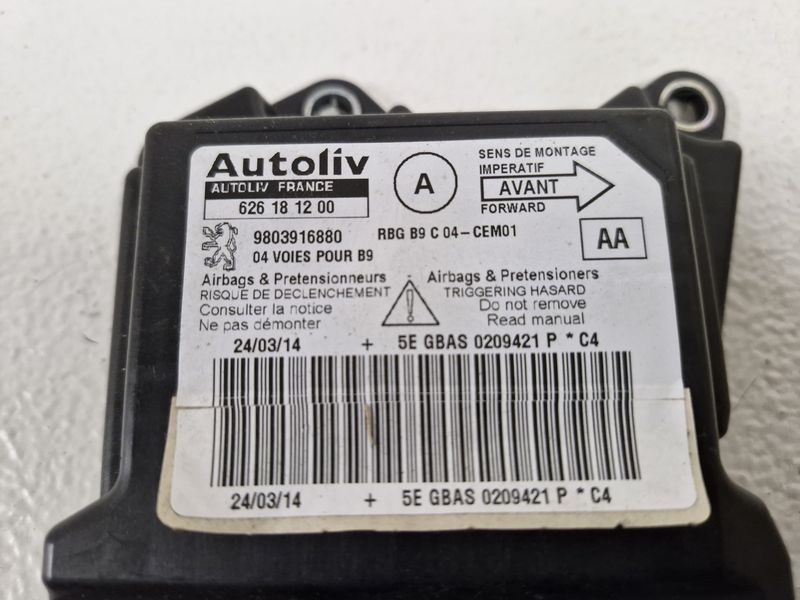 Autoliv
AUTOLIV FRANCE
626 18 12 00
A
SENS DE MONTAGE
IMPERATIF
AVANT
FORWARD
9803916880
RBG B9 C 04-CEM01
04 VOIES POUR B9
AA
Airbags & Pretensionneurs
RISQUE DE DECLENCHEMENT
Consulter la notice
Ne pas démonter
!
Airbags & Pretensioners
TRIGGERING HASARD
Do not remove
Read manual
24/03/14 + 5E GBAS 0209421 P * C4
24/03/14 + 5E GBAS 0209421 P * C4